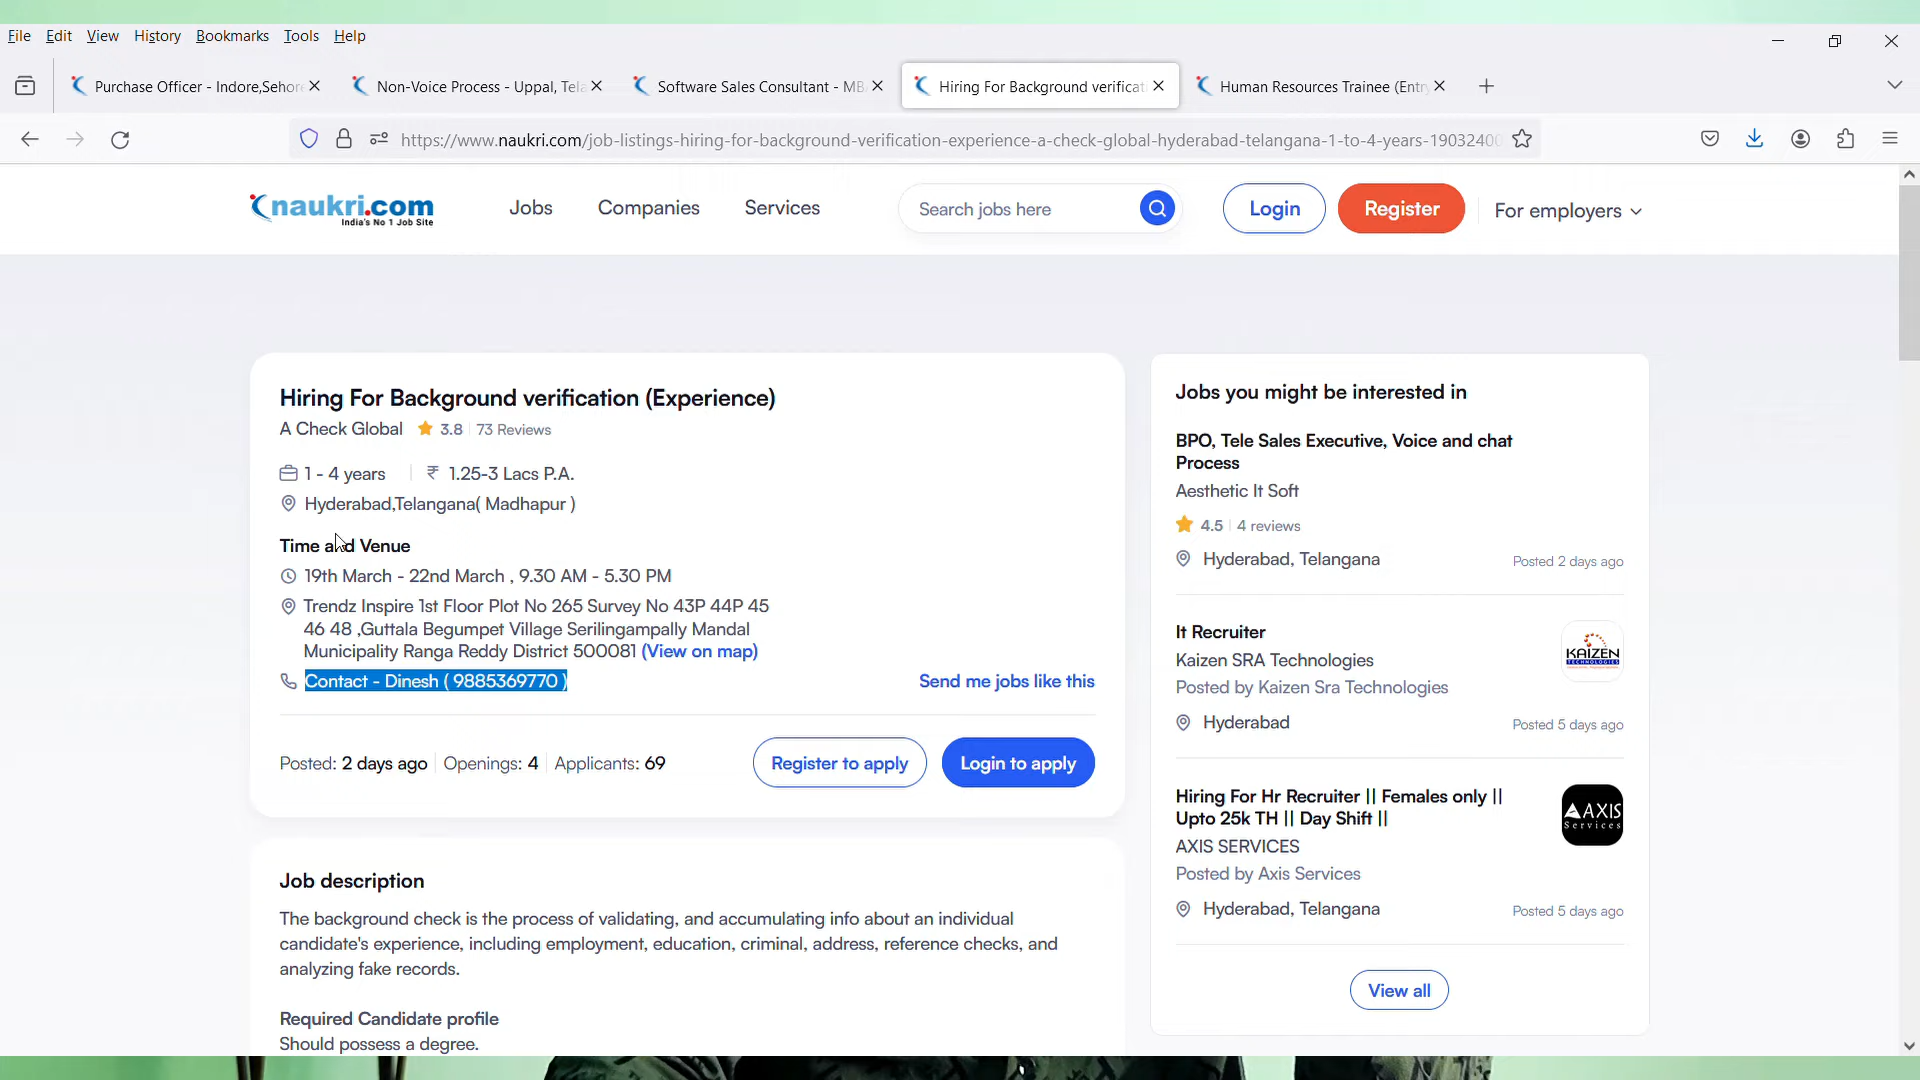 File Edit View History Bookmarks Tools Help
Purchase Officer - Indore,Sehore
Non-Voice Process - Uppal, Tela
Software Sales Consultant - MBA
Hiring For Background verificat
Human Resources Trainee (Entry
https://www.naukri.com/job-listings-hiring-for-background-verification-experience-a-check-global-hyderabad-telangana-1-to-4-years-1903240
naukri.com
India's No 1 Job Site
Jobs Companies Services
Search jobs here
Login
Register
For employers
Hiring For Background verification (Experience)
A Check Global 3.8 73 Reviews
1 - 4 years ₹ 1.25-3 Lacs P.A.
Hyderabad,Telangana( Madhapur )
Time and Venue
19th March - 22nd March , 9.30 AM - 5.30 PM
Trendz Inspire 1st Floor Plot No 265 Survey No 43P 44P 45
46 48 ,Guttala Begumpet Village Serilingampally Mandal
Municipality Ranga Reddy District 500081 (View on map)
Contact - Dinesh ( 9885369770 )
Send me jobs like this
Posted: 2 days ago Openings: 4 Applicants: 69
Register to apply
Login to apply
Job description
The background check is the process of validating, and accumulating info about an individual
candidate's experience, including employment, education, criminal, address, reference checks, and
analyzing fake records.
Required Candidate profile
Should possess a degree.
Jobs you might be interested in
BPO, Tele Sales Executive, Voice and chat
Process
Aesthetic It Soft
4.5 4 reviews
Hyderabad, Telangana
Posted 2 days ago
It Recruiter
Kaizen SRA Technologies
Posted by Kaizen Sra Technologies
Hyderabad
Posted 5 days ago
KAIZEN
TECHNOLOGIES
Hiring For Hr Recruiter || Females only ||
Upto 25k TH || Day Shift ||
AXIS SERVICES
Posted by Axis Services
Hyderabad, Telangana
Posted 5 days ago
AXIS
Services
View all